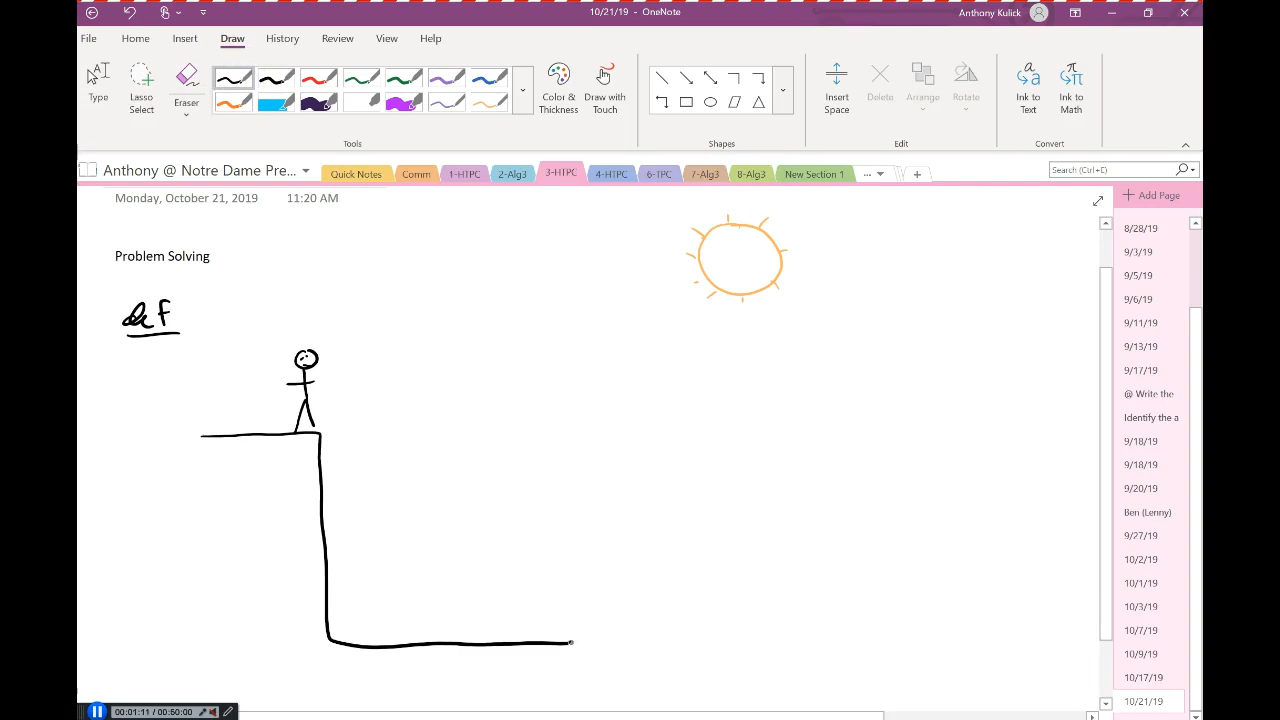 10/21/19 - OneNote
Anthony Kulick
File Home Insert Draw History Review View Help
Type
Lasso Select
Eraser
Color & Thickness
Draw with Touch
Insert Space
Delete
Arrange
Rotate
Ink to Text
Ink to Math
Tools
Shapes
Edit
Convert
Anthony @ Notre Dame Pre...
Quick Notes
Comm
1-HTPC
2-Alg3
3-HTPC
4-HTPC
6-TPC
7-Alg3
8-Alg3
New Section 1
...
Search (Ctrl+E)
Monday, October 21, 2019 11:20 AM
Add Page
Problem Solving
8/28/19
9/3/19
9/5/19
9/6/19
9/11/19
9/13/19
9/17/19
@ Write the
Identify the a
9/18/19
9/18/19
9/20/19
Ben (Lenny)
9/27/19
10/2/19
10/1/19
10/3/19
10/7/19
10/9/19
10/17/19
10/21/19
00:01:11 / 00:50:00